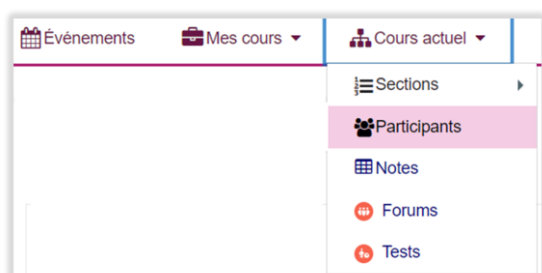 Événements Mes cours Cours actuel
Sections
Participants
Notes
Forums
Tests